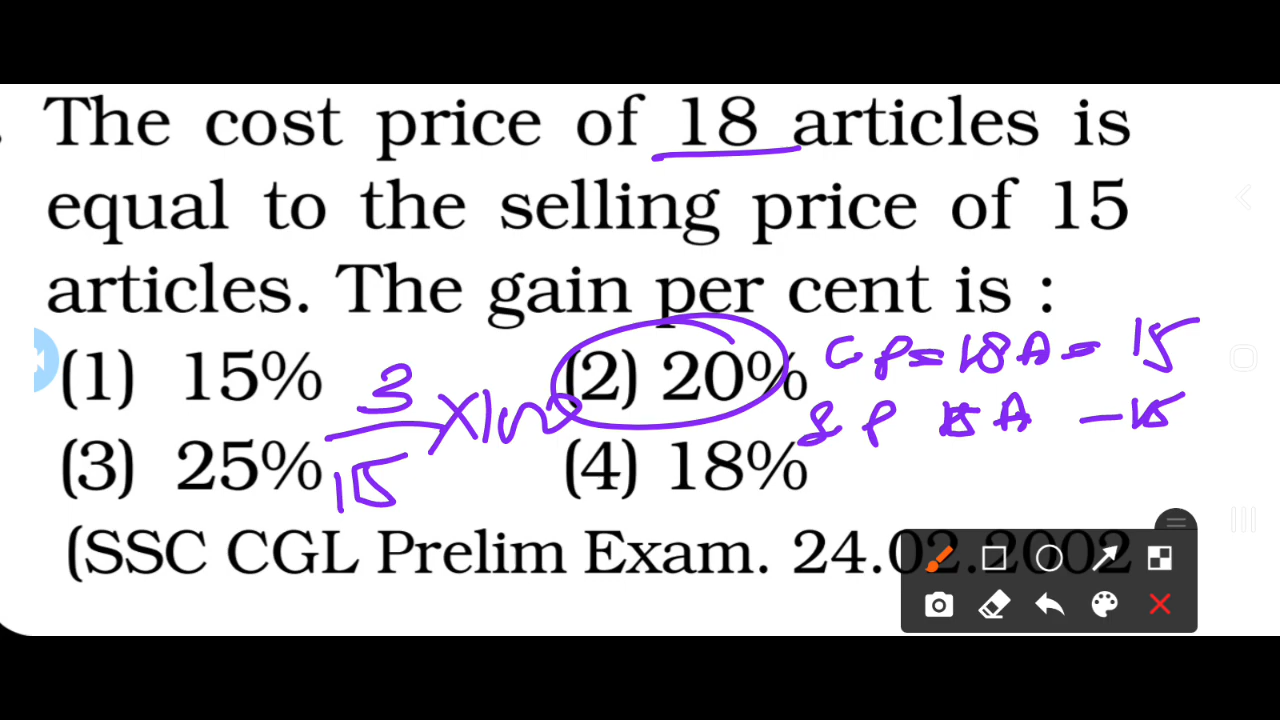 The cost price of 18 articles is
equal to the selling price of 15
articles. The gain per cent is :
(1) 15% (2) 20%
CP = 18 A = 15
3/15 × 100
SP 15 A - 15
(3) 25% (4) 18%
(SSC CGL Prelim Exam. 24.02.2002